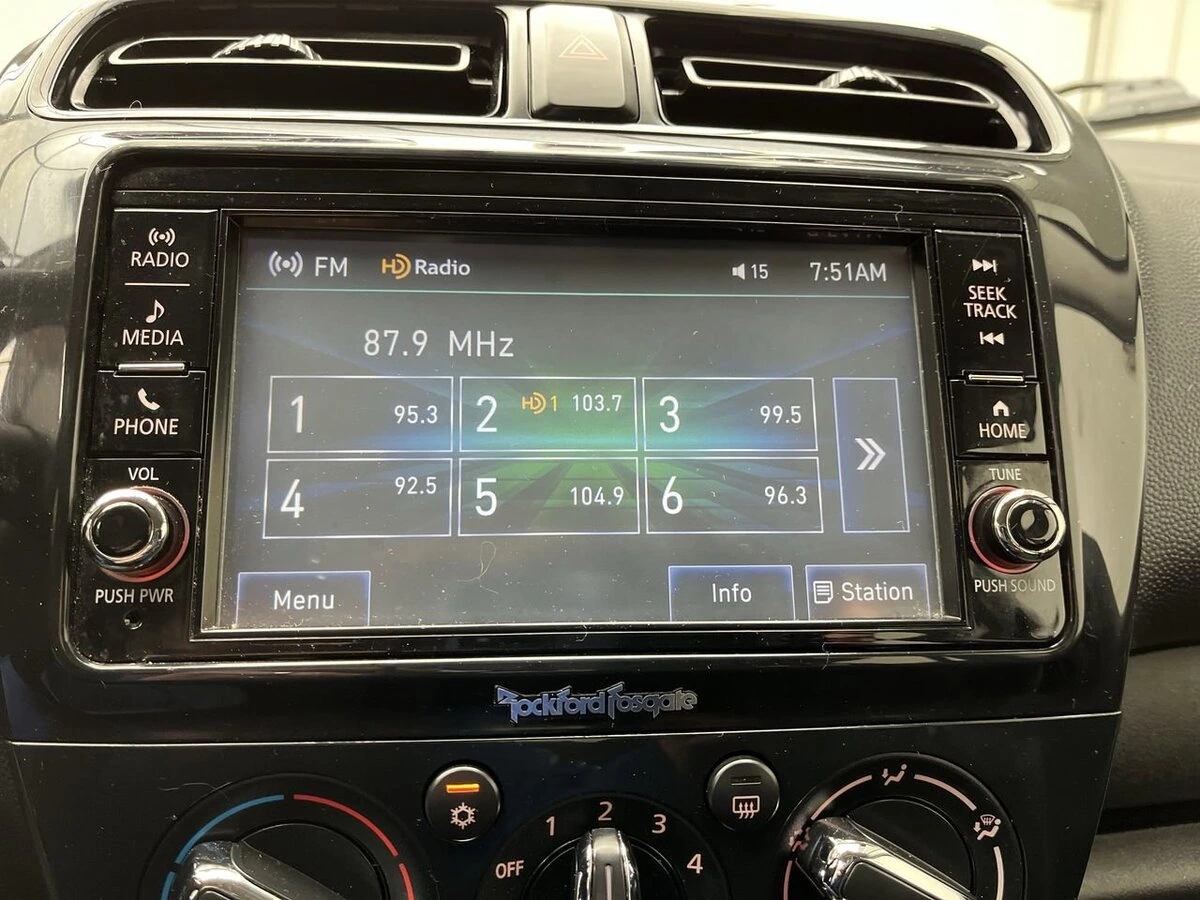 RADIO
MEDIA
PHONE
VOL
PUSH PWR
FM HD Radio 15 7:51AM
87.9 MHz
1 95.3
2 HD 1 103.7
3 99.5
4 92.5
5 104.9
6 96.3
Menu
Info
Station
SEEK
TRACK
HOME
TUNE
PUSH SOUND
Rockford Fosgate
OFF 1 2 3 4